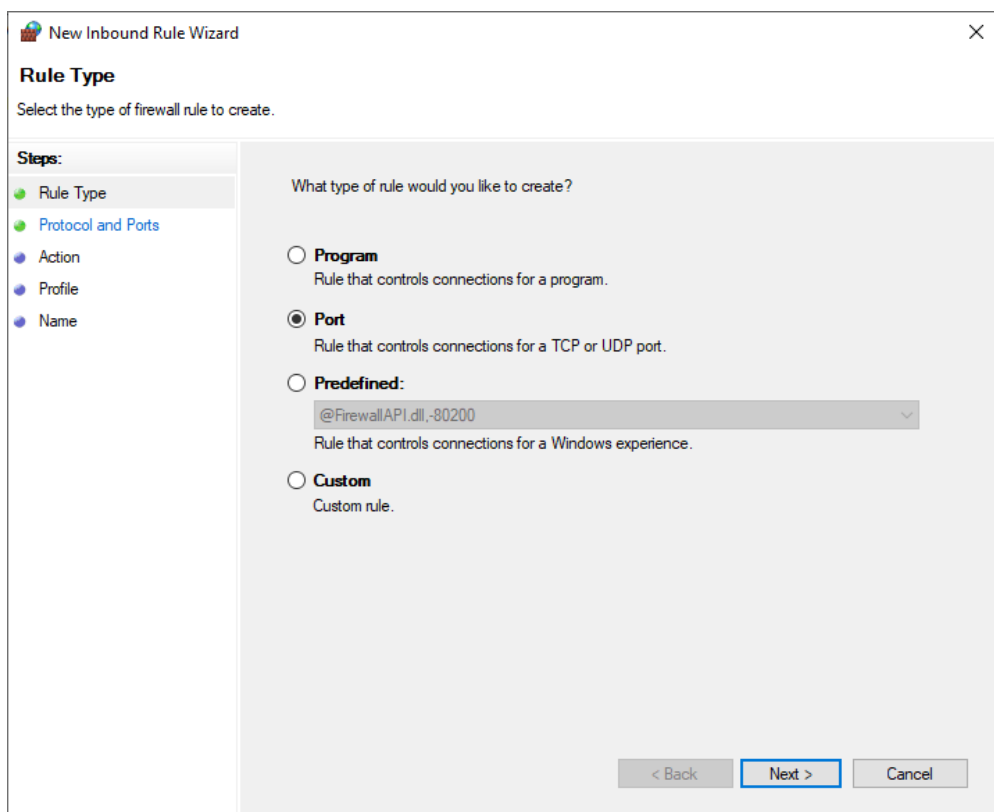 New Inbound Rule Wizard
Rule Type
Select the type of firewall rule to create.
Steps:
Rule Type
Protocol and Ports
Action
Profile
Name
What type of rule would you like to create?
Program
Rule that controls connections for a program.
Port
Rule that controls connections for a TCP or UDP port.
Predefined:
@FirewallAPI.dll,-80200
Rule that controls connections for a Windows experience.
Custom
Custom rule.
< Back Next > Cancel